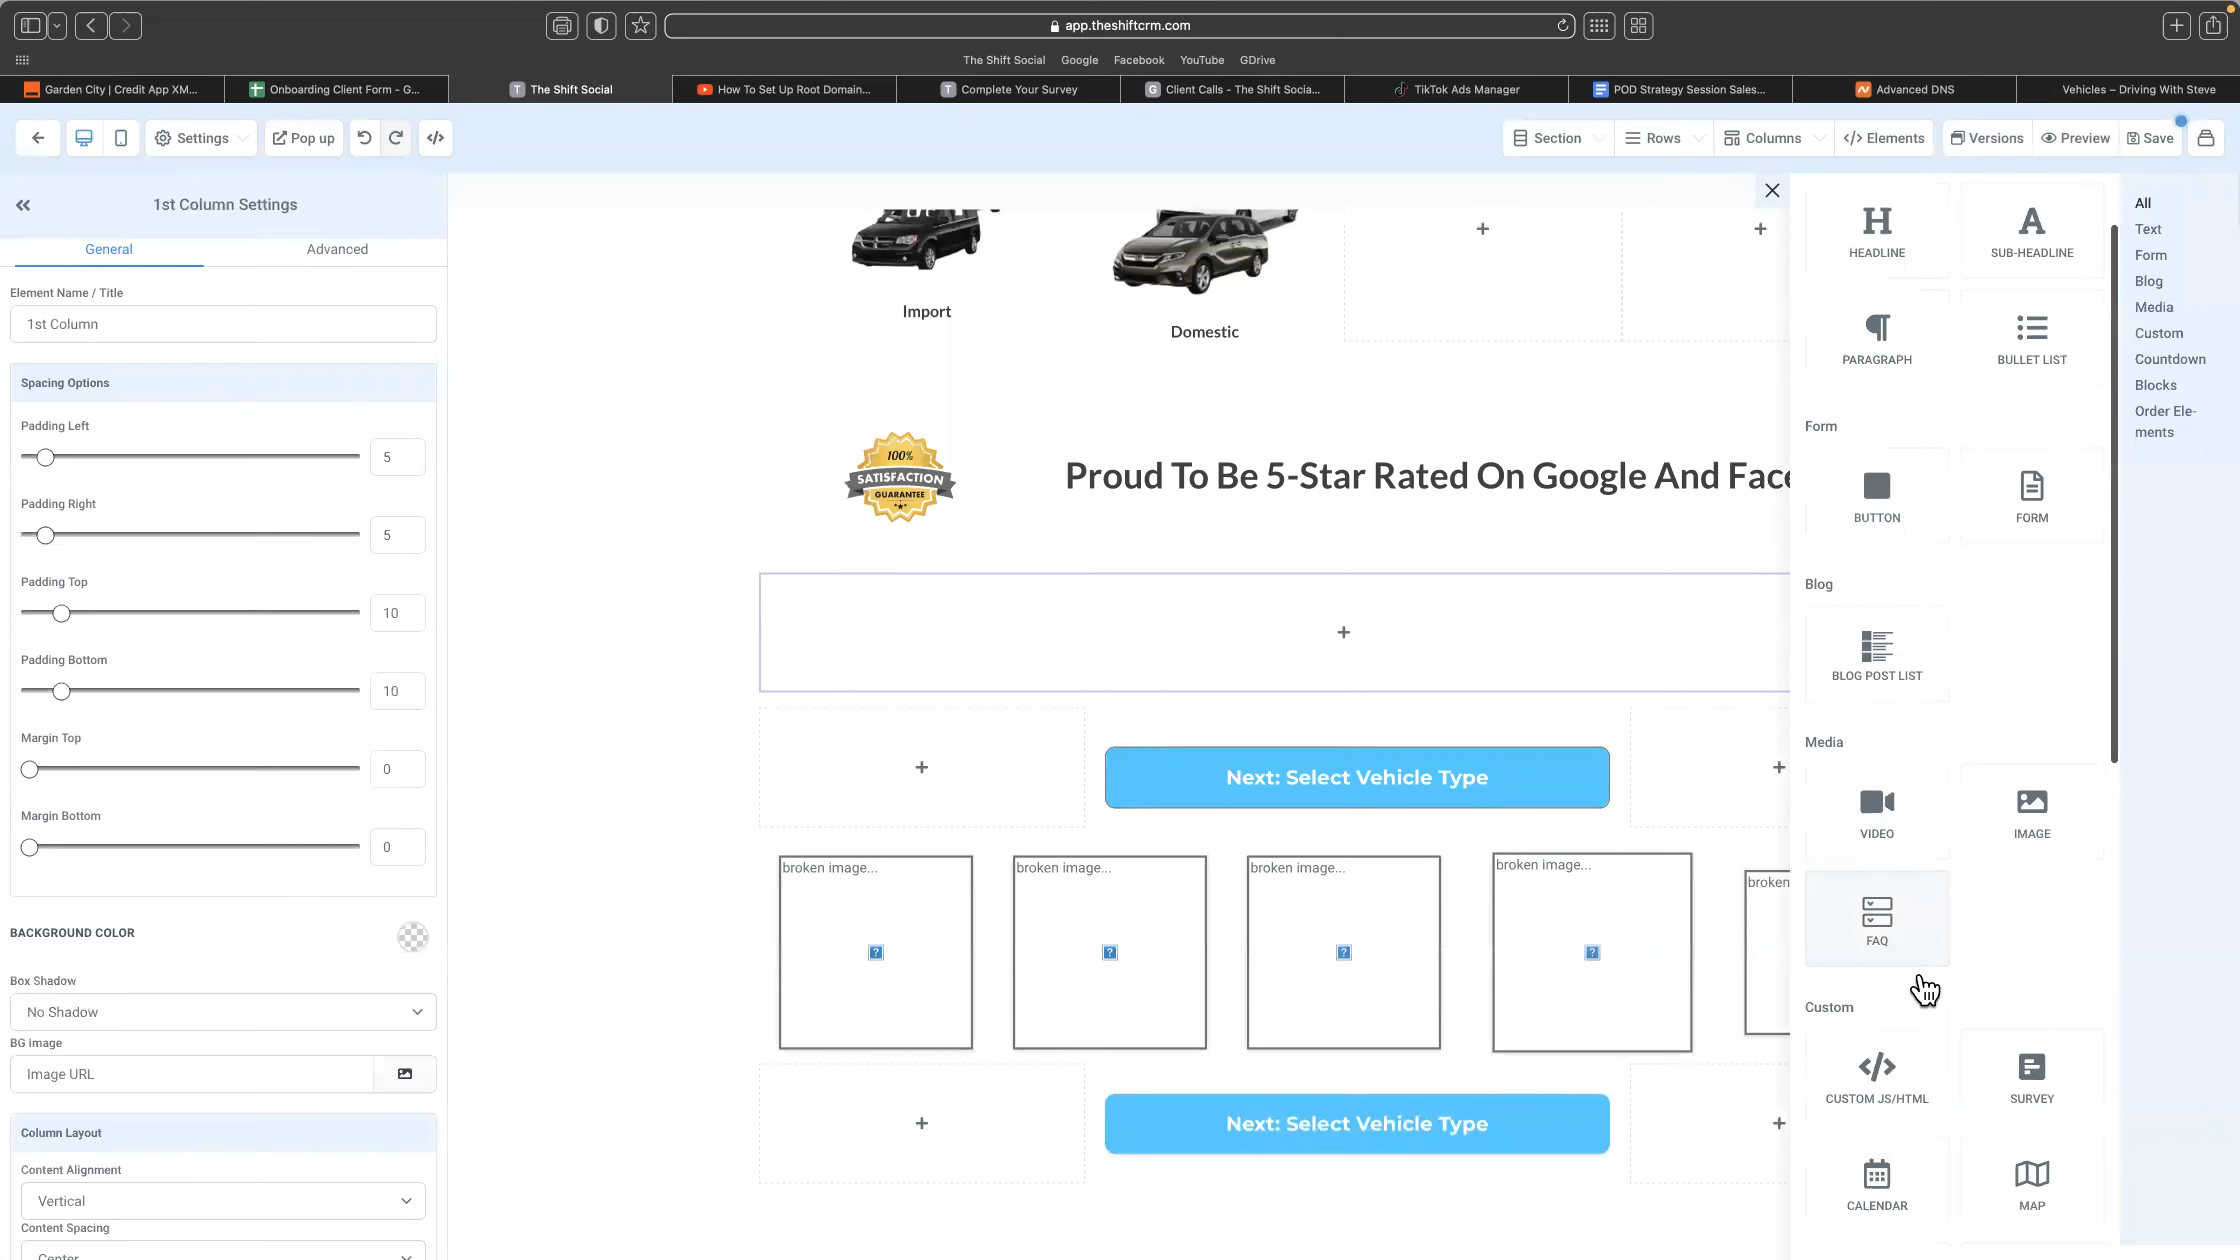 app.theshiftcrm.com
The Shift Social
Google
Facebook
YouTube
GDrive
Garden City | Credit App XM...
Onboarding Client Form - G...
The Shift Social
How To Set Up Root Domain...
Complete Your Survey
Client Calls - The Shift Socia...
TikTok Ads Manager
POD Strategy Session Sales...
Advanced DNS
Vehicles – Driving With Steve
Settings
Pop up
Section
Rows
Columns
Elements
Versions
Preview
Save
1st Column Settings
General
Advanced
Element Name / Title
1st Column
Spacing Options
Padding Left
5
Padding Right
5
Padding Top
10
Padding Bottom
10
Margin Top
0
Margin Bottom
0
BACKGROUND COLOR
Box Shadow
No Shadow
BG image
Image URL
Column Layout
Content Alignment
Vertical
Content Spacing
Center
Import
Domestic
100%
SATISFACTION
GUARANTEE
Proud To Be 5-Star Rated On Google And Face
Next: Select Vehicle Type
broken image...
broken image...
broken image...
broken image...
broken
Next: Select Vehicle Type
HEADLINE
SUB-HEADLINE
PARAGRAPH
BULLET LIST
Form
BUTTON
FORM
Blog
BLOG POST LIST
Media
VIDEO
IMAGE
FAQ
Custom
CUSTOM JS/HTML
SURVEY
CALENDAR
MAP
All
Text
Form
Blog
Media
Custom
Countdown
Blocks
Order Ele-
ments